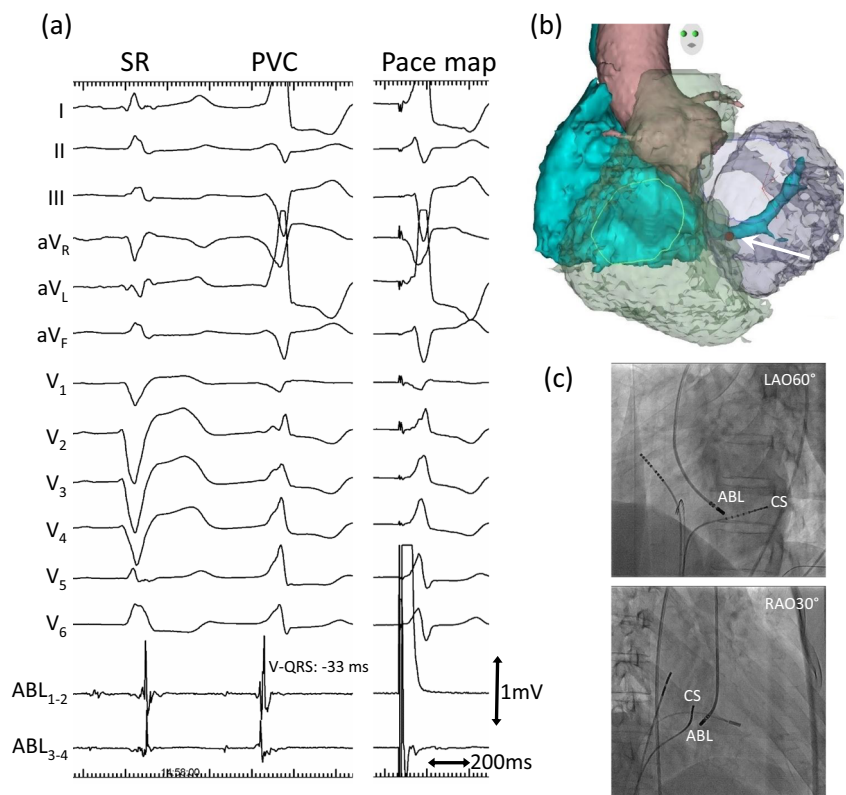 (a)
SR
PVC
Pace map
I
II
III
aVR
aVL
aVF
V1
V2
V3
V4
V5
V6
V-QRS: -33 ms
ABL1-2
1mV
ABL3-4
200ms
(b)
(c)
LAO60°
ABL
CS
RAO30°
CS
ABL